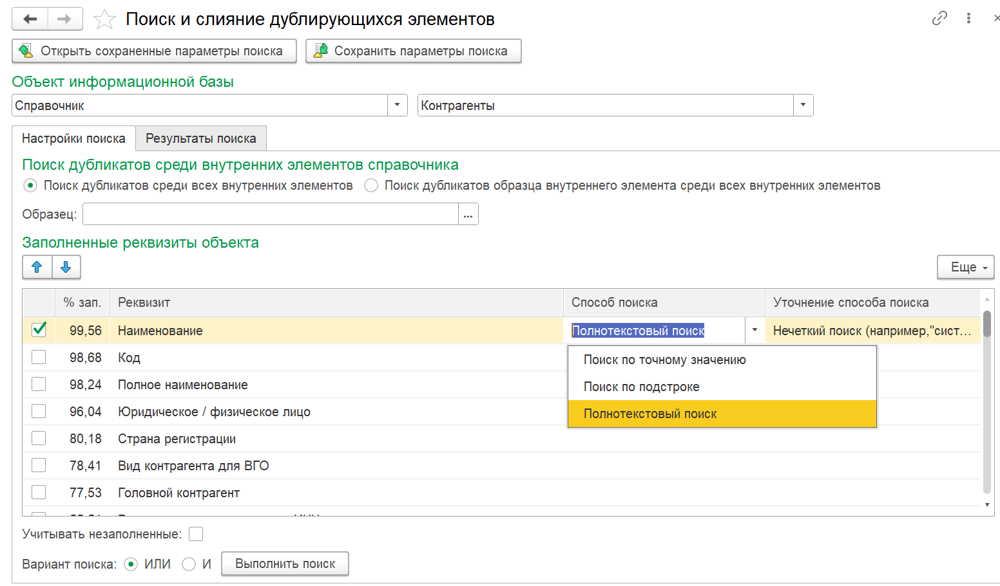 Поиск и слияние дублирующихся элементов
Открыть сохраненные параметры поиска
Сохранить параметры поиска
Объект информационной базы
Справочник
Контрагенты
Настройки поиска
Результаты поиска
Поиск дубликатов среди внутренних элементов справочника
Поиск дубликатов среди всех внутренних элементов
Поиск дубликатов образца внутреннего элемента среди всех внутренних элементов
Образец:
...
Заполненные реквизиты объекта
Еще
% зап. Реквизит Способ поиска Уточнение способа поиска
99,56 Наименование Полнотекстовый поиск Нечеткий поиск (например,"сист...
98,68 Код
Поиск по точному значению
98,24 Полное наименование
Поиск по подстроке
96,04 Юридическое / физическое лицо
Полнотекстовый поиск
80,18 Страна регистрации
78,41 Вид контрагента для ВГО
77,53 Головной контрагент
Учитывать незаполненные:
Вариант поиска: ИЛИ И Выполнить поиск